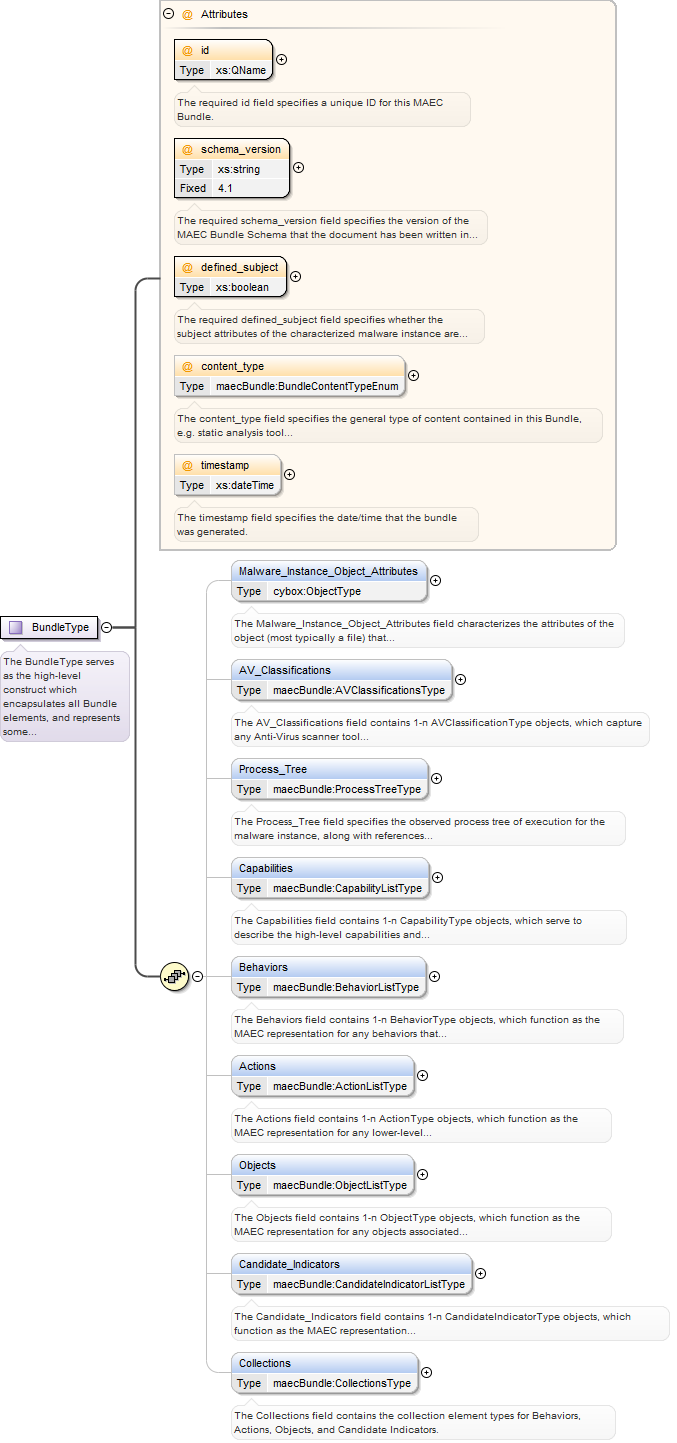 @ Attributes
@ id
Type xs:QName
The required id field specifies a unique ID for this MAEC
Bundle.
@ schema_version
Type xs:string
Fixed 4.1
The required schema_version field specifies the version of the
MAEC Bundle Schema that the document has been written in...
@ defined_subject
Type xs:boolean
The required defined_subject field specifies whether the
subject attributes of the characterized malware instance are...
@ content_type
Type maecBundle:BundleContentTypeEnum
The content_type field specifies the general type of content contained in this Bundle,
e.g. static analysis tool...
@ timestamp
Type xs:dateTime
The timestamp field specifies the date/time that the bundle
was generated.
BundleType
The BundleType serves
as the high-level
construct which
encapsulates all Bundle
elements, and represents
some...
Malware_Instance_Object_Attributes
Type cybox:ObjectType
The Malware_Instance_Object_Attributes field characterizes the attributes of the
object (most typically a file) that...
AV_Classifications
Type maecBundle:AVClassificationsType
The AV_Classifications field contains 1-n AVClassificationType objects, which capture
any Anti-Virus scanner tool...
Process_Tree
Type maecBundle:ProcessTreeType
The Process_Tree field specifies the observed process tree of execution for the
malware instance, along with references...
Capabilities
Type maecBundle:CapabilityListType
The Capabilities field contains 1-n CapabilityType objects, which serve to
describe the high-level capabilities and...
Behaviors
Type maecBundle:BehaviorListType
The Behaviors field contains 1-n BehaviorType objects, which function as the
MAEC representation for any behaviors that...
Actions
Type maecBundle:ActionListType
The Actions field contains 1-n ActionType objects, which function as the
MAEC representation for any lower-level...
Objects
Type maecBundle:ObjectListType
The Objects field contains 1-n ObjectType objects, which function as the
MAEC representation for any objects associated...
Candidate_Indicators
Type maecBundle:CandidateIndicatorListType
The Candidate_Indicators field contains 1-n CandidateIndicatorType objects, which
function as the MAEC representation...
Collections
Type maecBundle:CollectionsType
The Collections field contains the collection element types for Behaviors,
Actions, Objects, and Candidate Indicators.